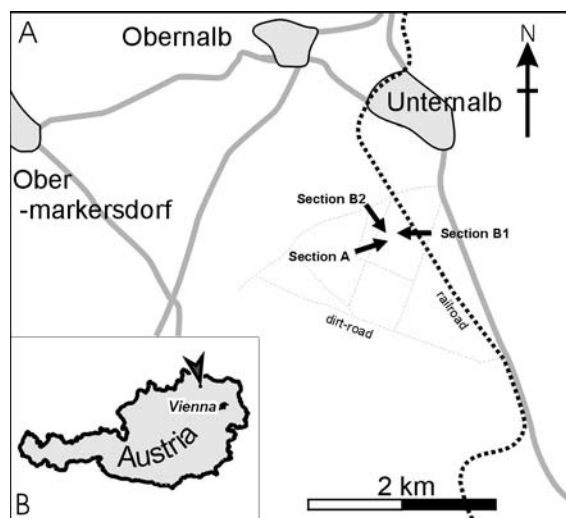 A
Obernalb
N
Unternalb
Ober
-markersdorf
Section B2
Section B1
Section A
railroad
dirt-road
Vienna
Austria
B
2 km